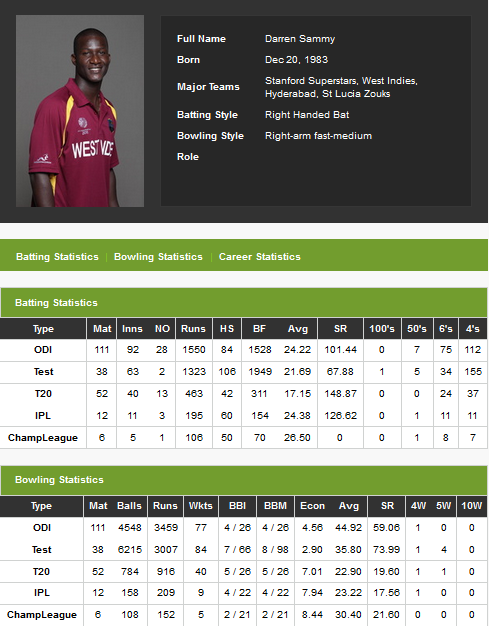 WEST INDIES
Full Name Darren Sammy
Born Dec 20, 1983
Major Teams Stanford Superstars, West Indies,
Hyderabad, St Lucia Zouks
Batting Style Right Handed Bat
Bowling Style Right-arm fast-medium
Role
Batting Statistics | Bowling Statistics | Career Statistics
Batting Statistics
Type Mat Inns NO Runs HS BF Avg SR 100's 50's 6's 4's
ODI 111 92 28 1550 84 1528 24.22 101.44 0 7 75 112
Test 38 63 2 1323 106 1949 21.69 67.88 1 5 34 155
T20 52 40 13 463 42 311 17.15 148.87 0 0 24 37
IPL 12 11 3 195 60 154 24.38 126.62 0 1 11 11
ChampLeague 6 5 1 106 50 70 26.50 0 0 1 8 7
Bowling Statistics
Type Mat Balls Runs Wkts BBI BBM Econ Avg SR 4W 5W 10W
ODI 111 4548 3459 77 4 / 26 4 / 26 4.56 44.92 59.06 1 0 0
Test 38 6215 3007 84 7 / 66 8 / 98 2.90 35.80 73.99 1 4 0
T20 52 784 916 40 5 / 26 5 / 26 7.01 22.90 19.60 1 1 0
IPL 12 158 209 9 4 / 22 4 / 22 7.94 23.22 17.56 1 0 0
ChampLeague 6 108 152 5 2 / 21 2 / 21 8.44 30.40 21.60 0 0 0